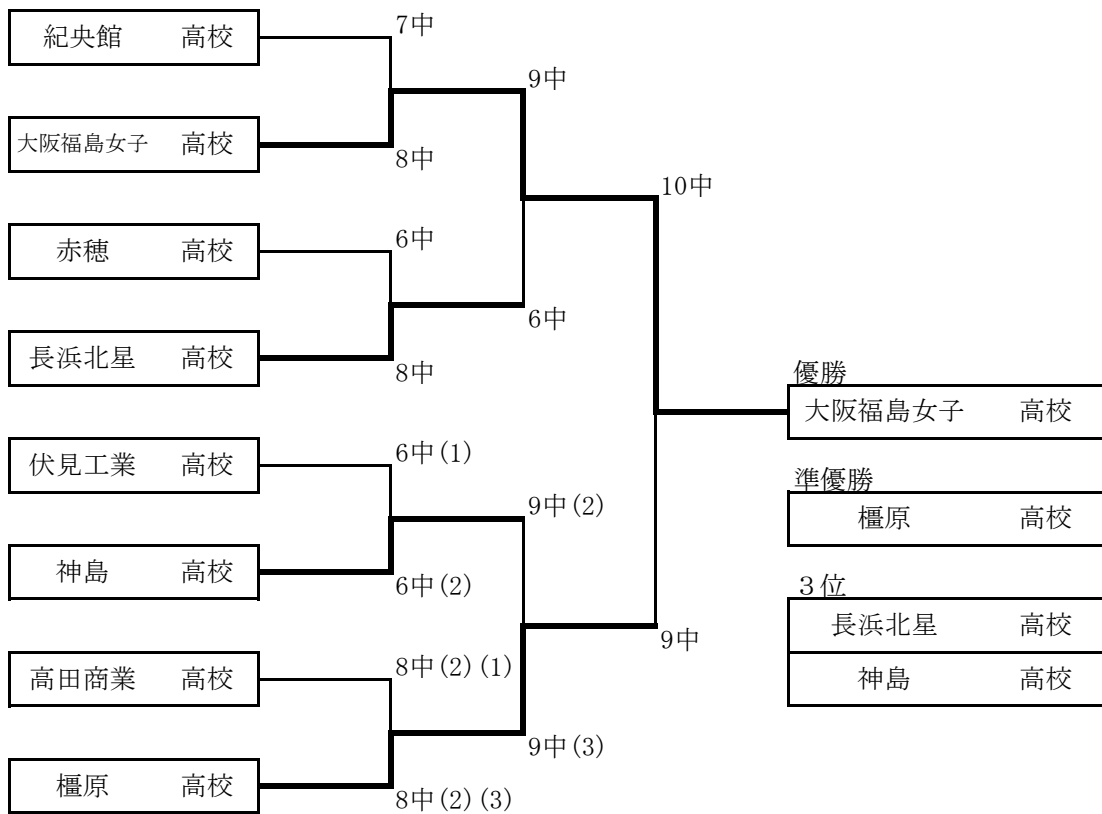 紀央館 高校
7中
9中
大阪福島女子 高校
8中
10中
赤穂 高校
6中
6中
長浜北星 高校
8中
優勝
大阪福島女子 高校
伏見工業 高校
6中(1)
9中(2)
準優勝
橿原 高校
神島 高校
6中(2)
3位
長浜北星 高校
9中
神島 高校
高田商業 高校
8中(2)(1)
9中(3)
橿原 高校
8中(2)(3)